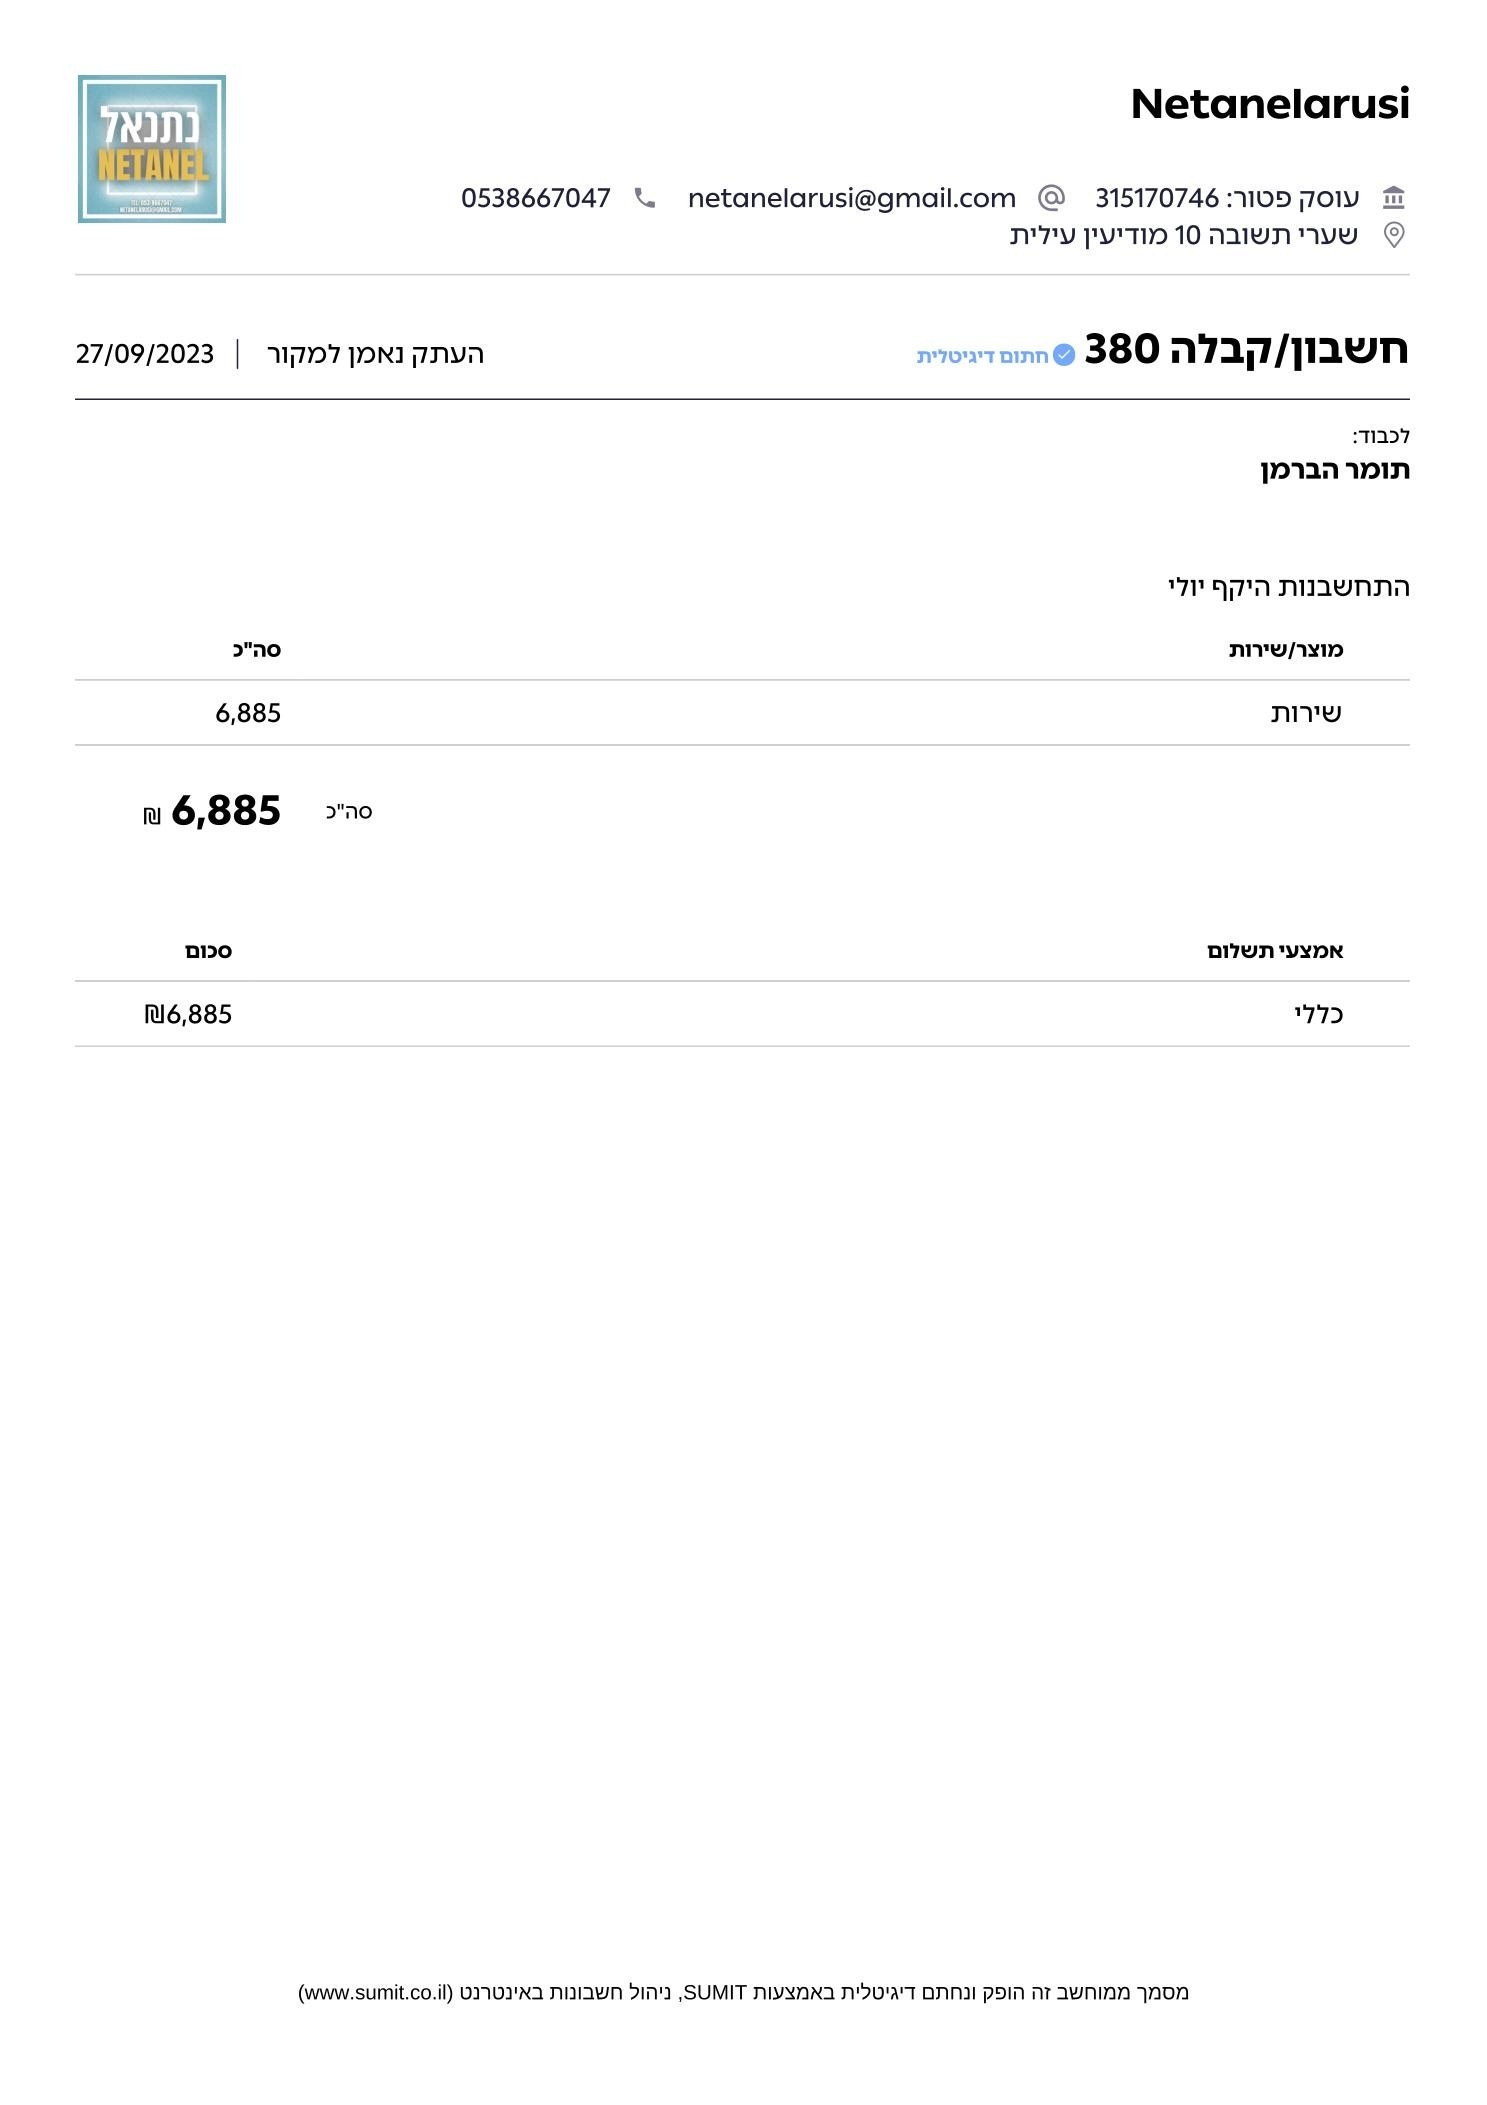 Netanelarusi
נתנאל
NETANEL
TEL: 053-8667047
NETANELARUSI@GMAIL.COM
עוסק פטור: 315170746 netanelarusi@gmail.com 0538667047
שערי תשובה 10 מודיעין עילית
חשבון/קבלה 380 חתום דיגיטלית העתק נאמן למקור | 27/09/2023
לכבוד:
תומר הברמן
התחשבנות היקף יולי
מוצר/שירות סה"כ
שירות 6,885
סה"כ 6,885 ₪
אמצעי תשלום סכום
כללי ₪6,885
מסמך ממוחשב זה הופק ונחתם דיגיטלית באמצעות SUMIT, ניהול חשבונות באינטרנט (www.sumit.co.il)